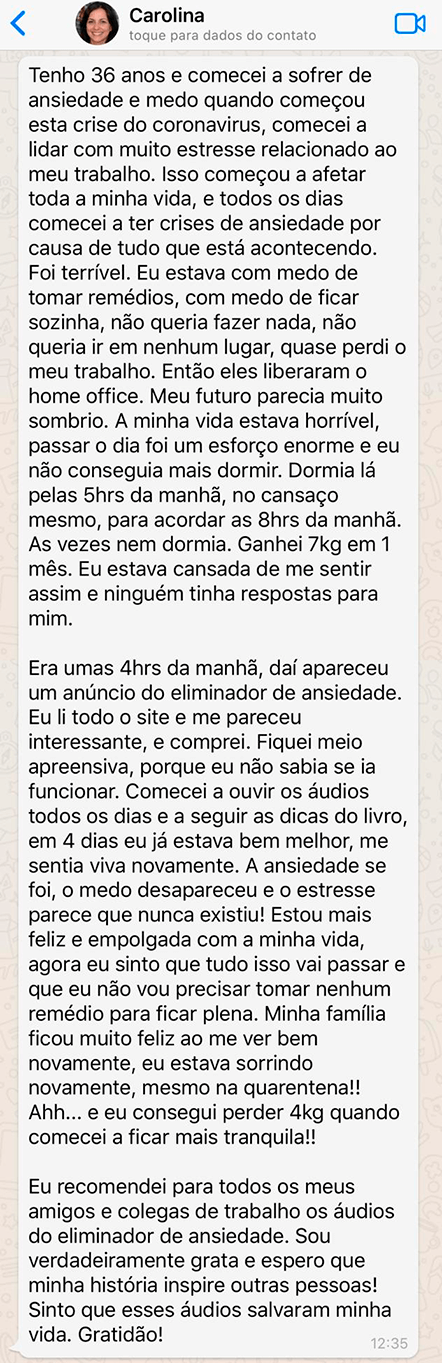 Carolina
toque para dados do contato
Tenho 36 anos e comecei a sofrer de
ansiedade e medo quando começou
esta crise do coronavirus, comecei a
lidar com muito estresse relacionado ao
meu trabalho. Isso começou a afetar
toda a minha vida, e todos os dias
comecei a ter crises de ansiedade por
causa de tudo que está acontecendo.
Foi terrível. Eu estava com medo de
tomar remédios, com medo de ficar
sozinha, não queria fazer nada, não
queria ir em nenhum lugar, quase perdi o
meu trabalho. Então eles liberaram o
home office. Meu futuro parecia muito
sombrio. A minha vida estava horrível,
passar o dia foi um esforço enorme e eu
não conseguia mais dormir. Dormia lá
pelas 5hrs da manhã, no cansaço
mesmo, para acordar as 8hrs da manhã.
As vezes nem dormia. Ganhei 7kg em 1
mês. Eu estava cansada de me sentir
assim e ninguém tinha respostas para
mim.
Era umas 4hrs da manhã, daí apareceu
um anúncio do eliminador de ansiedade.
Eu li todo o site e me pareceu
interessante, e comprei. Fiquei meio
apreensiva, porque eu não sabia se ia
funcionar. Comecei a ouvir os áudios
todos os dias e a seguir as dicas do livro,
em 4 dias eu já estava bem melhor, me
sentia viva novamente. A ansiedade se
foi, o medo desapareceu e o estresse
parece que nunca existiu! Estou mais
feliz e empolgada com a minha vida,
agora eu sinto que tudo isso vai passar e
que eu não vou precisar tomar nenhum
remédio para ficar plena. Minha família
ficou muito feliz ao me ver bem
novamente, eu estava sorrindo
novamente, mesmo na quarentena!!
Ahh... e eu consegui perder 4kg quando
comecei a ficar mais tranquila!!
Eu recomendei para todos os meus
amigos e colegas de trabalho os áudios
do eliminador de ansiedade. Sou
verdadeiramente grata e espero que
minha história inspire outras pessoas!
Sinto que esses áudios salvaram minha
vida. Gratidão!
12:35